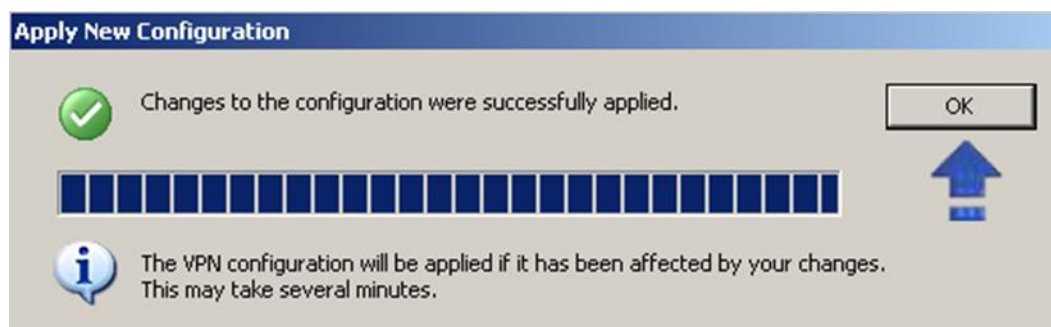 Apply New Configuration
Changes to the configuration were successfully applied.
OK
The VPN configuration will be applied if it has been affected by your changes.
This may take several minutes.